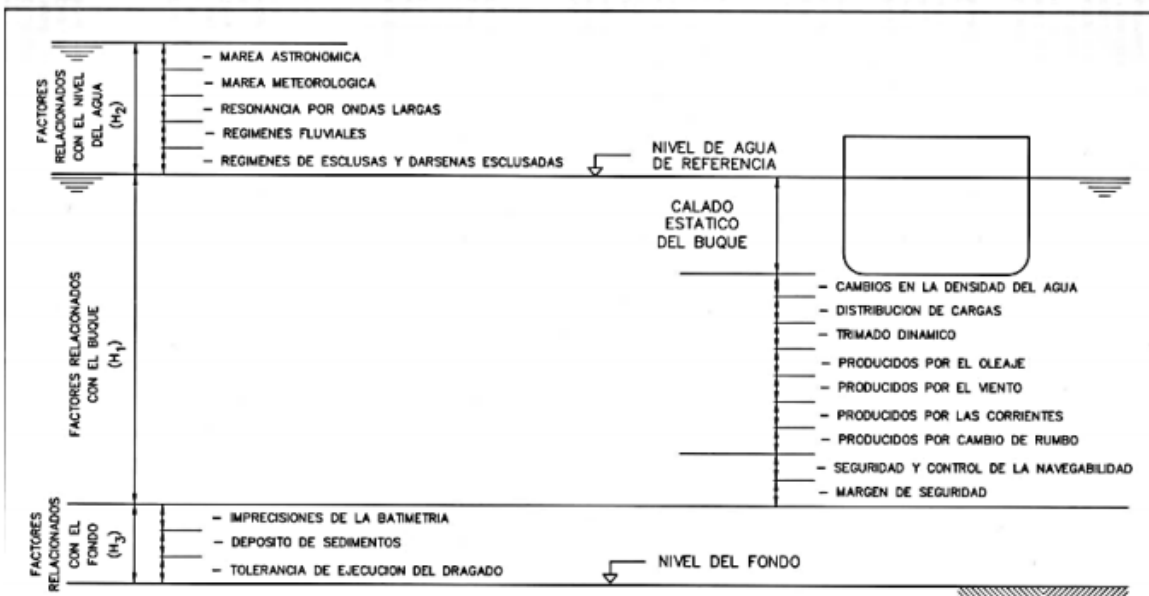 FACTORES
RELACIONADOS
CON EL NIVEL
DEL AGUA
(H2)
– MAREA ASTRONOMICA
– MAREA METEOROLOGICA
– RESONANCIA POR ONDAS LARGAS
– REGIMENES FLUVIALES
– REGIMENES DE ESCLUSAS Y DARSENAS ESCLUSADAS
NIVEL DE AGUA
DE REFERENCIA
FACTORES RELACIONADOS
CON EL BUQUE
(H1)
CALADO
ESTATICO
DEL BUQUE
– CAMBIOS EN LA DENSIDAD DEL AGUA
– DISTRIBUCION DE CARGAS
– TRIMADO DINAMICO
– PRODUCIDOS POR EL OLEAJE
– PRODUCIDOS POR EL VIENTO
– PRODUCIDOS POR LAS CORRIENTES
– PRODUCIDOS POR CAMBIO DE RUMBO
– SEGURIDAD Y CONTROL DE LA NAVEGABILIDAD
– MARGEN DE SEGURIDAD
FACTORES
RELACIONADOS
CON EL
FONDO
(H3)
– IMPRECISIONES DE LA BATIMETRIA
– DEPOSITO DE SEDIMENTOS
– TOLERANCIA DE EJECUCION DEL DRAGADO
NIVEL DEL FONDO